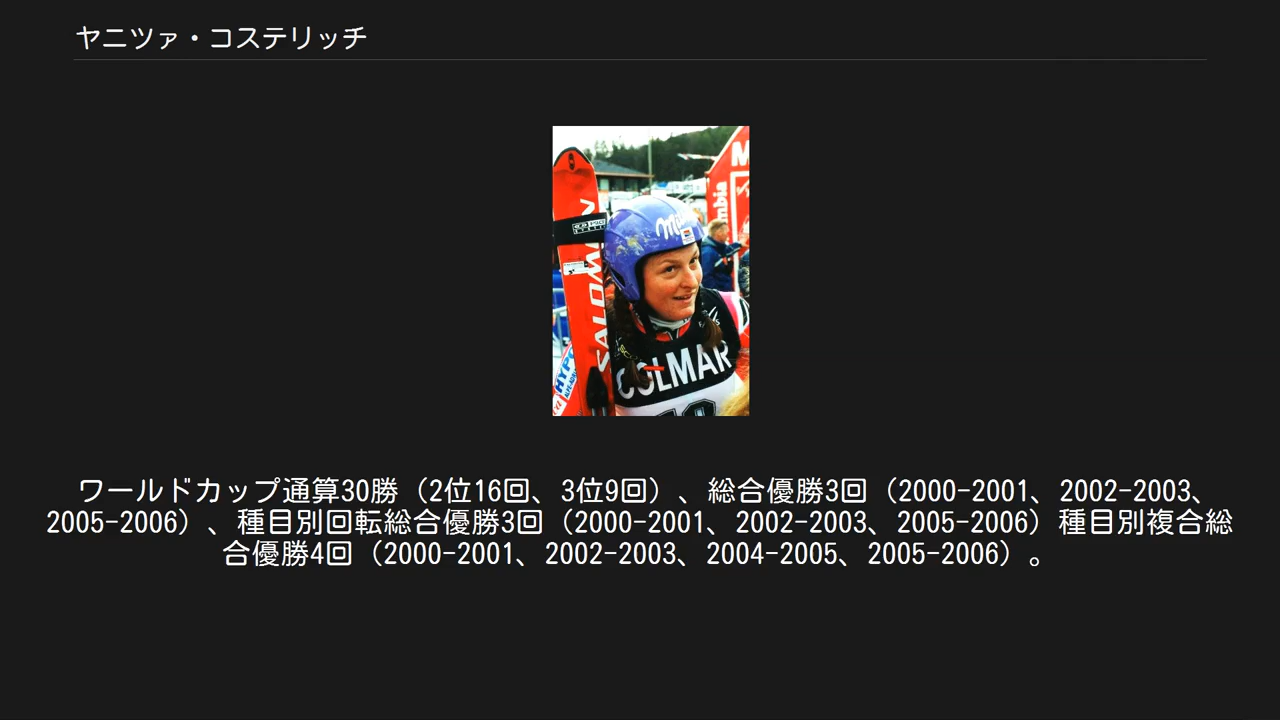 ヤニツァ・コステリッチ
SALOMON
COLMAR
ワールドカップ通算30勝（2位16回、3位9回）、総合優勝3回（2000-2001、2002-2003、
2005-2006）、種目別回転総合優勝3回（2000-2001、2002-2003、2005-2006）種目別複合総
合優勝4回（2000-2001、2002-2003、2004-2005、2005-2006）。